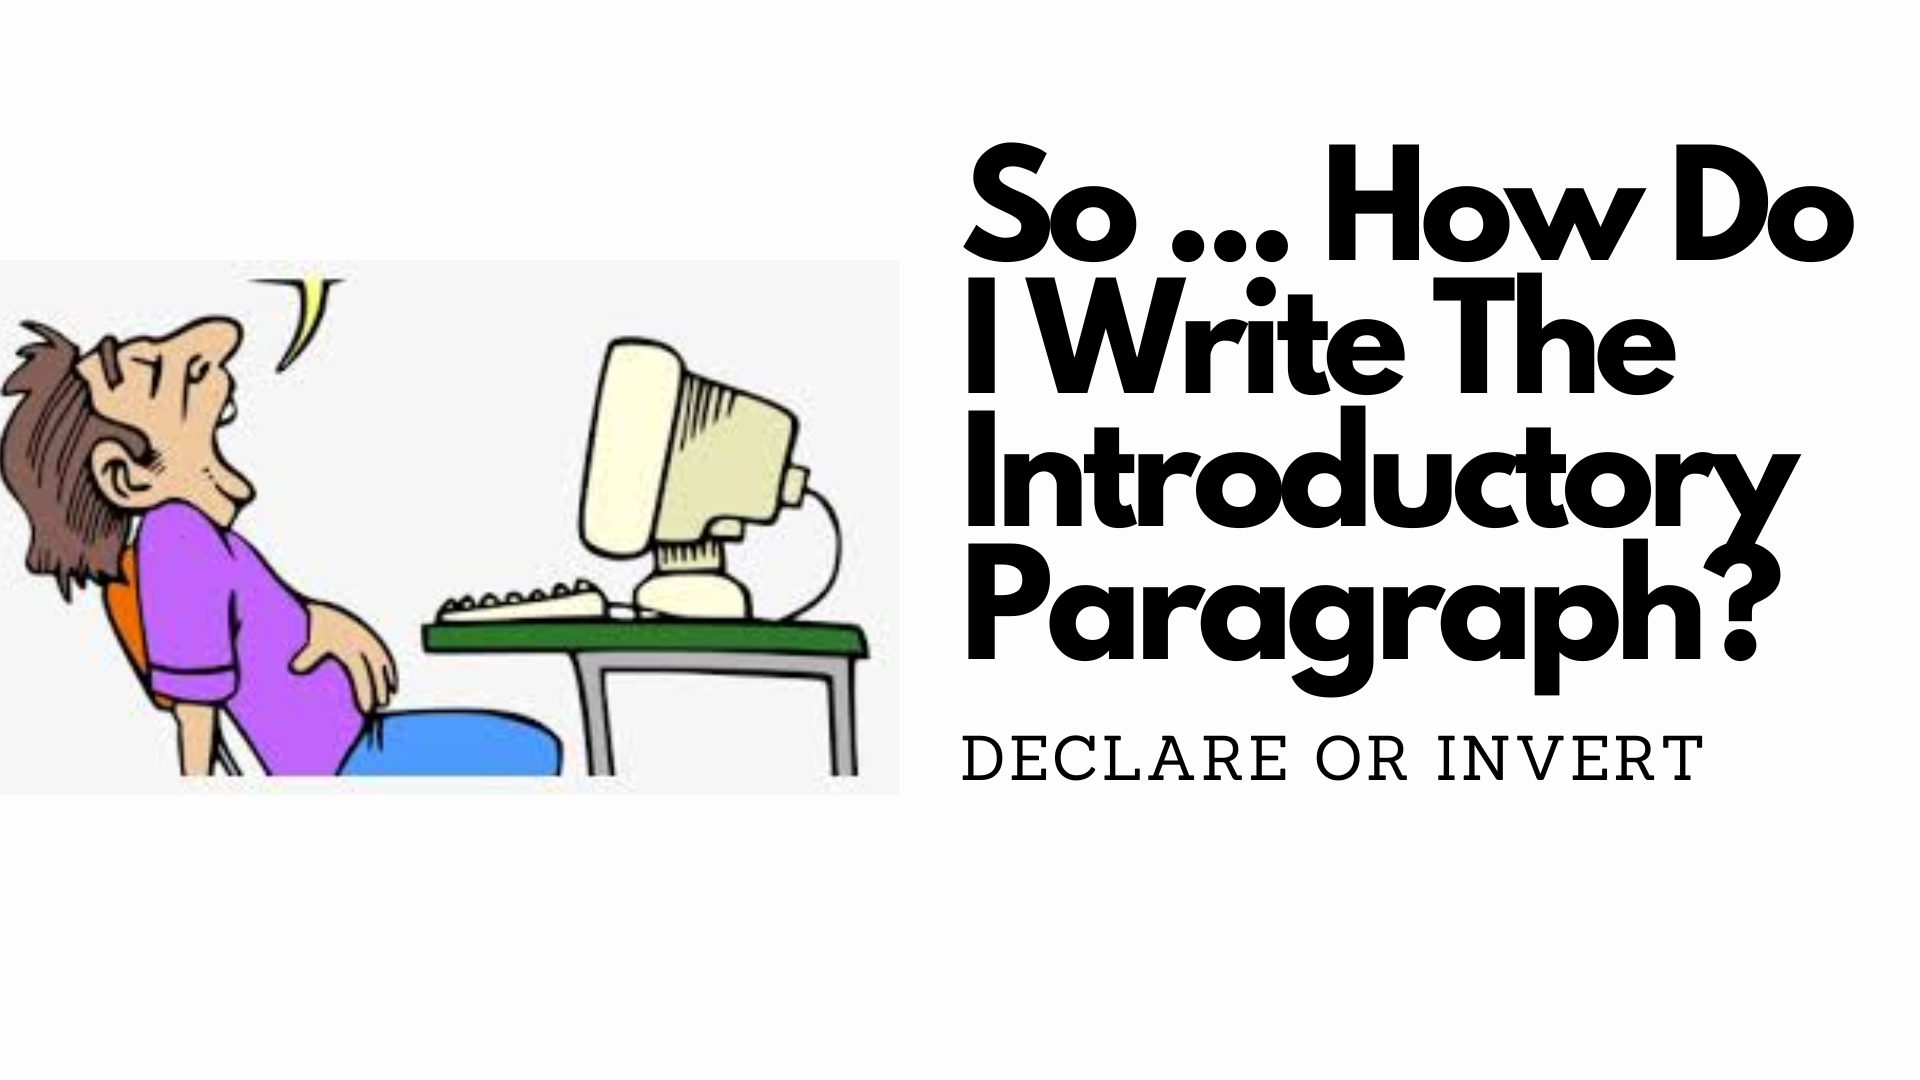 So ... How Do
I Write The
Introductory
Paragraph?
DECLARE OR INVERT